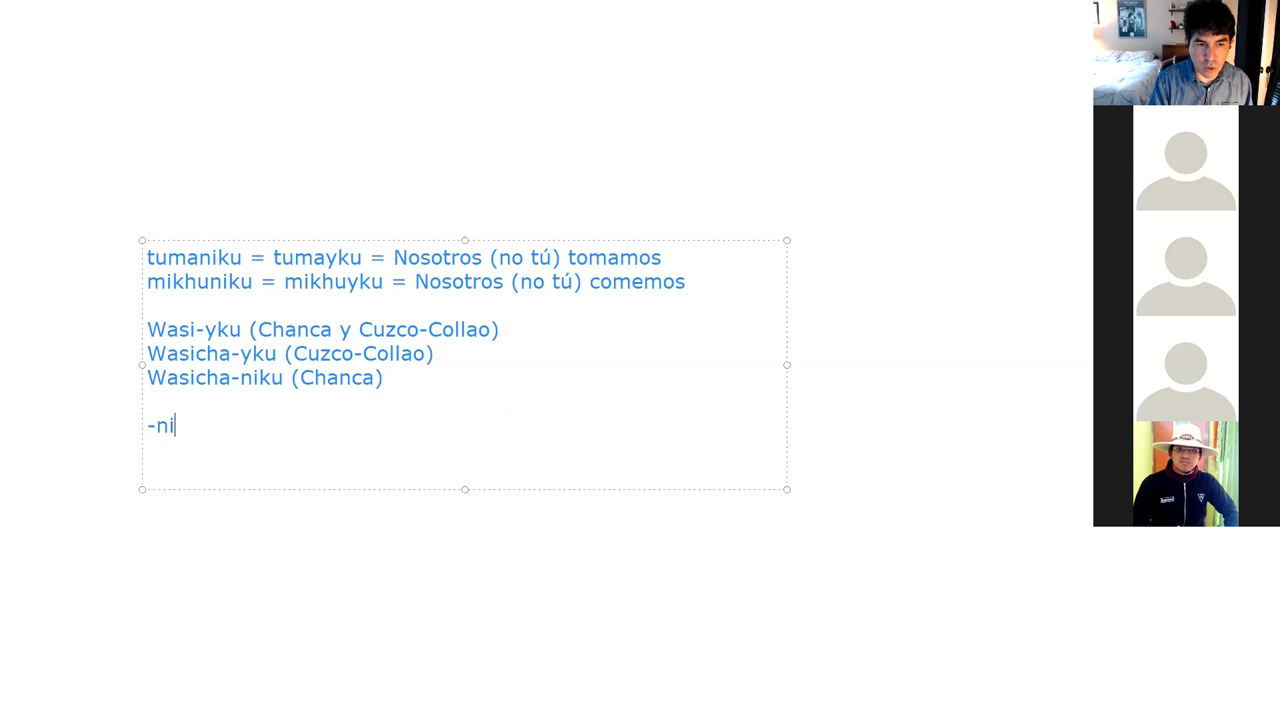 tumaniku = tumayku = Nosotros (no tú) tomamos
mikhuniku = mikhuyku = Nosotros (no tú) comemos
Wasi-yku (Chanca y Cuzco-Collao)
Wasicha-yku (Cuzco-Collao)
Wasicha-niku (Chanca)
-ni